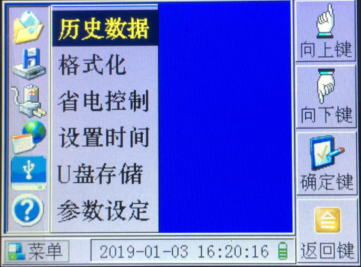 历史数据
格式化
省电控制
设置时间
U盘存储
参数设定
向上键
向下键
确定键
返回键
菜单
2019-01-03 16:20:16